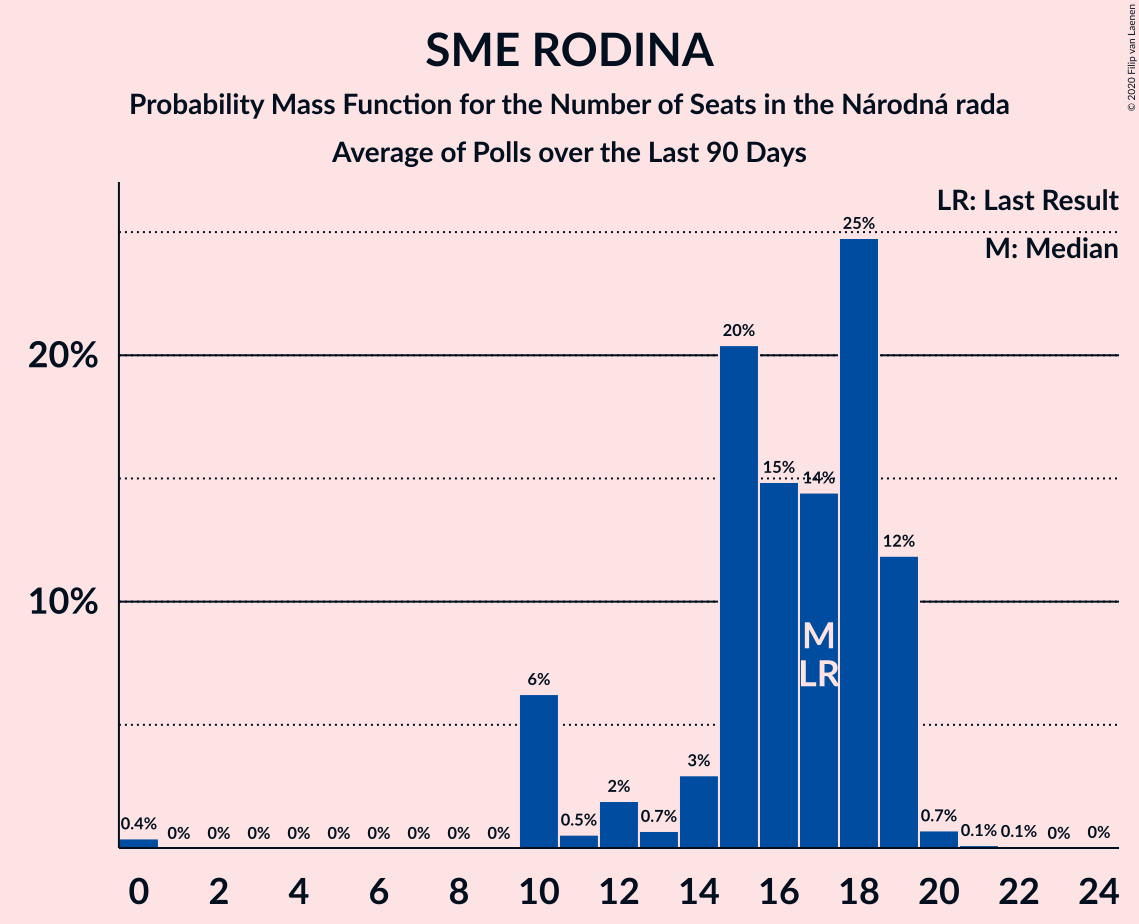 © 2020 Filip van Laenen
SME RODINA
Probability Mass Function for the Number of Seats in the Národná rada
Average of Polls over the Last 90 Days
LR: Last Result
M: Median
20%
10%
0.4% 0% 0% 0% 0% 0% 0% 0% 0% 0% 6% 0.5% 2% 0.7% 3% 20% 15% 14% 25% 12% 0.7% 0.1% 0.1% 0% 0%
M
LR
0 2 4 6 8 10 12 14 16 18 20 22 24